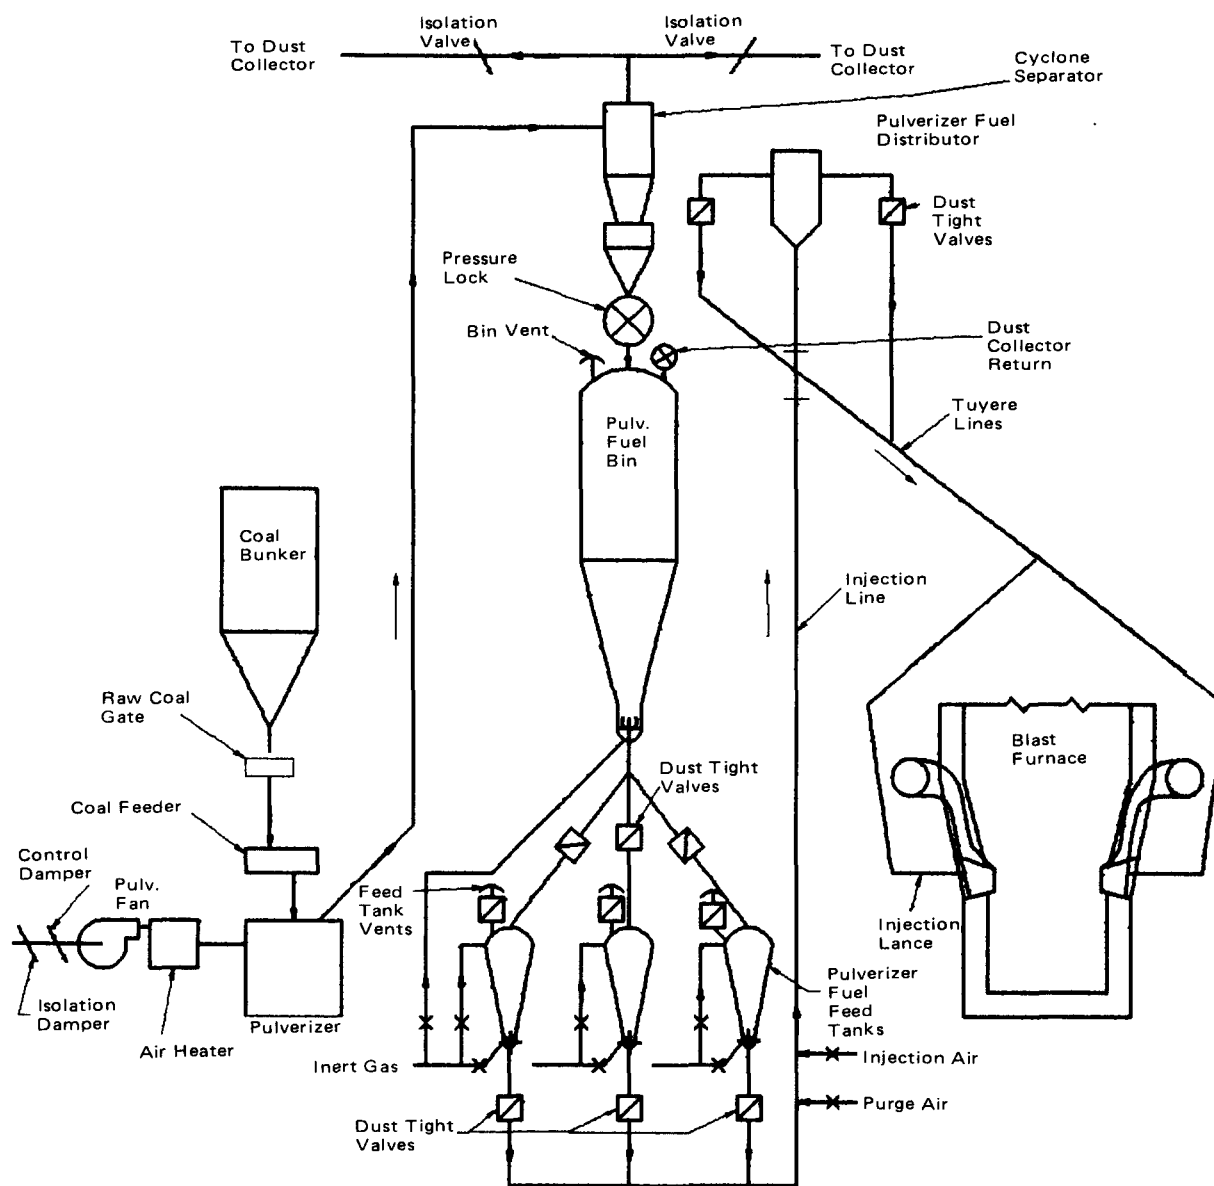 Isolation
Valve
Isolation
Valve
To Dust
Collector
To Dust
Collector
Cyclone
Separator
Pulverizer Fuel
Distributor
Dust
Tight
Valves
Pressure
Lock
Bin Vent
Dust
Collector
Return
Tuyere
Lines
Pulv.
Fuel
Bin
Coal
Bunker
Injection
Line
Raw Coal
Gate
Blast
Furnace
Dust Tight
Valves
Coal Feeder
Control
Damper
Pulv.
Fan
Feed
Tank
Vents
Injection
Lance
Pulverizer
Fuel
Feed
Tanks
Isolation
Damper
Pulverizer
Air Heater
Inert Gas
Injection Air
Purge Air
Dust Tight
Valves